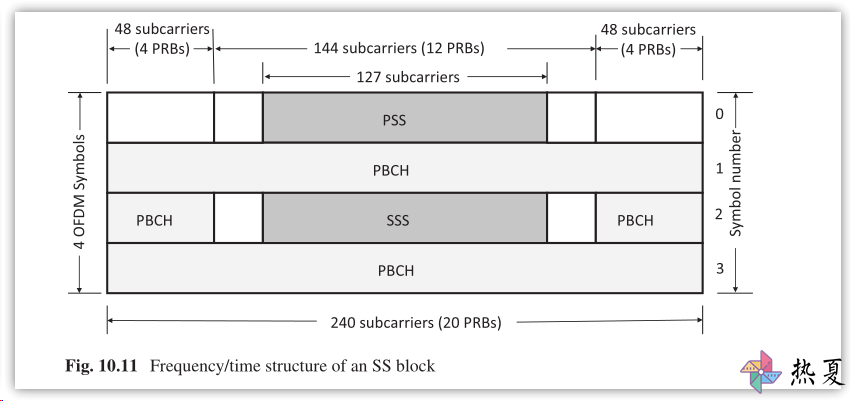 48 subcarriers
(4 PRBs)
144 subcarriers (12 PRBs)
48 subcarriers
(4 PRBs)
127 subcarriers
PSS
0
PBCH
1
PBCH
SSS
PBCH
2
PBCH
3
4 OFDM Symbols
Symbol number
240 subcarriers (20 PRBs)
Fig. 10.11 Frequency/time structure of an SS block
热夏